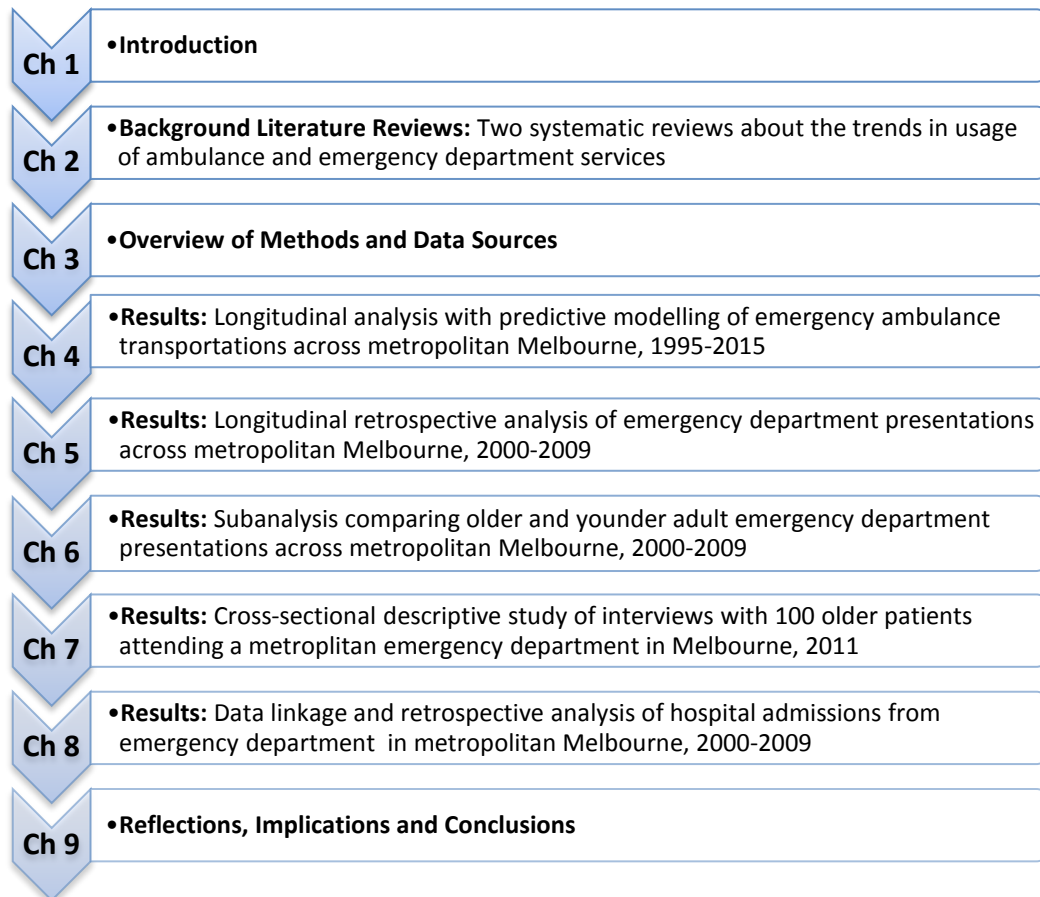 Ch 1
•Introduction
Ch 2
•Background Literature Reviews: Two systematic reviews about the trends in usage
of ambulance and emergency department services
Ch 3
•Overview of Methods and Data Sources
Ch 4
•Results: Longitudinal analysis with predictive modelling of emergency ambulance
transportations across metropolitan Melbourne, 1995-2015
Ch 5
•Results: Longitudinal retrospective analysis of emergency department presentations
across metropolitan Melbourne, 2000-2009
Ch 6
•Results: Subanalysis comparing older and younder adult emergency department
presentations across metropolitan Melbourne, 2000-2009
Ch 7
•Results: Cross-sectional descriptive study of interviews with 100 older patients
attending a metroplitan emergency department in Melbourne, 2011
Ch 8
•Results: Data linkage and retrospective analysis of hospital admissions from
emergency department in metropolitan Melbourne, 2000-2009
Ch 9
•Reflections, Implications and Conclusions